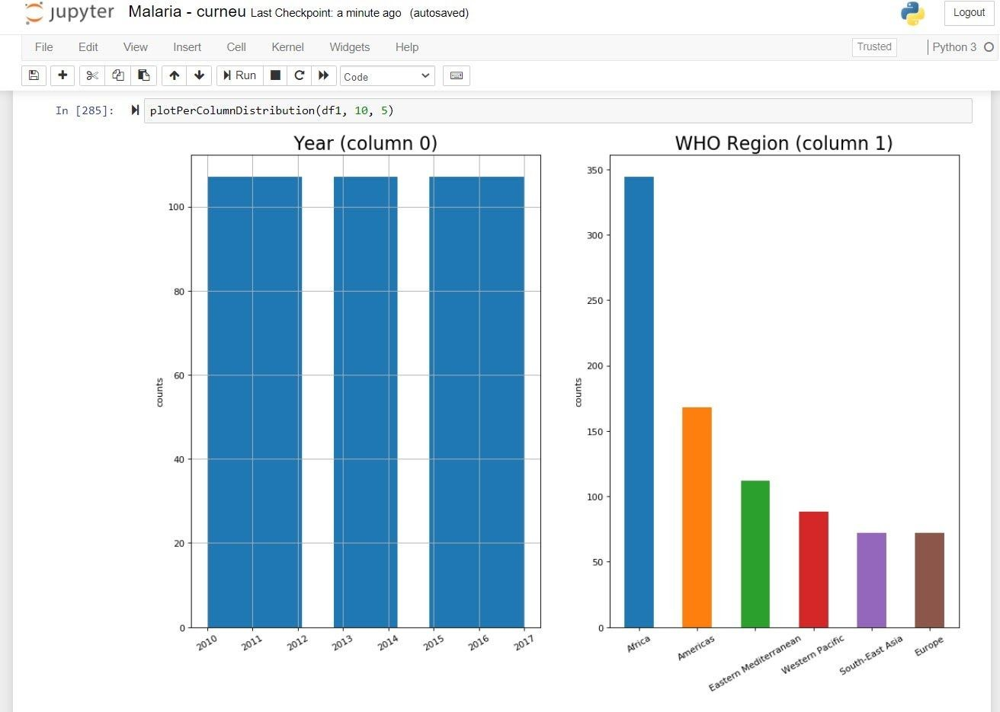 jupyter Malaria - curneu Last Checkpoint: a minute ago (autosaved) Logout
File Edit View Insert Cell Kernel Widgets Help Trusted Python 3
Run Code
In [285]: plotPerColumnDistribution(df1, 10, 5)
Year (column 0)
100
80
60
40
20
0
counts
2010 2011 2012 2013 2014 2015 2016 2017
WHO Region (column 1)
350
300
250
200
150
100
50
0
counts
Africa Americas Eastern Mediterranean Western Pacific South-East Asia Europe